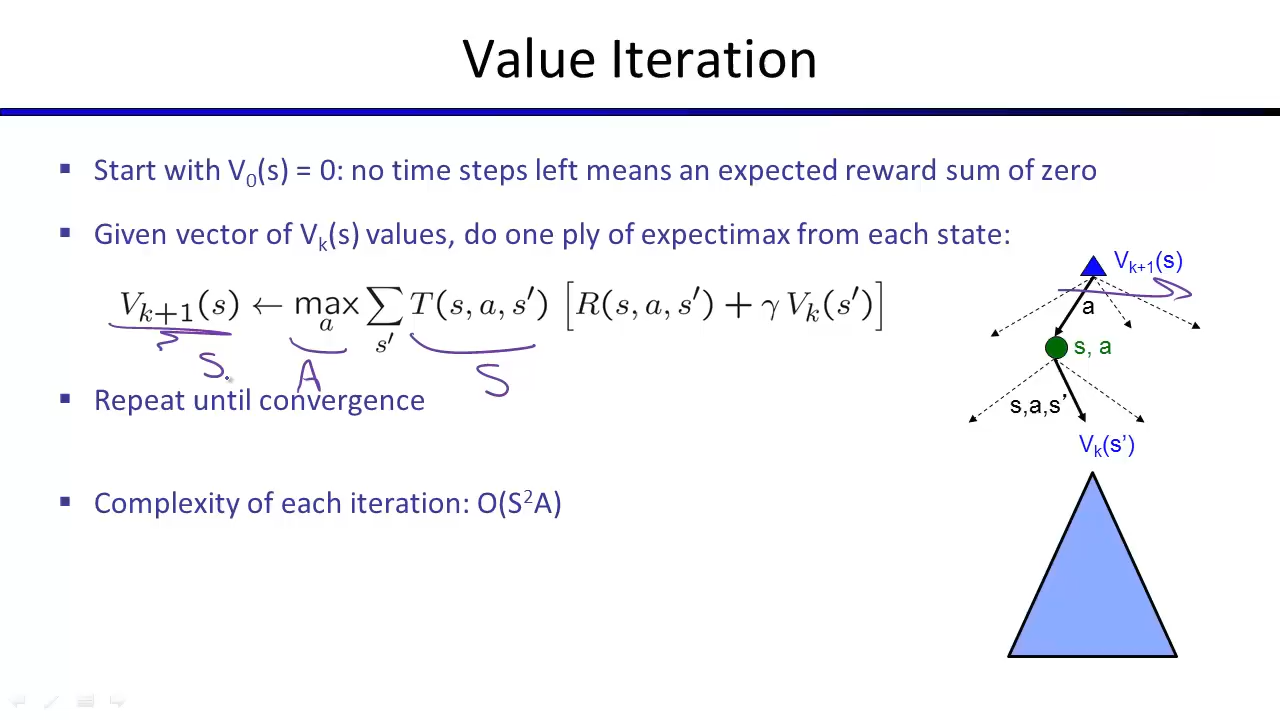 Value Iteration
▪ Start with V₀(s) = 0: no time steps left means an expected reward sum of zero
▪ Given vector of Vₖ(s) values, do one ply of expectimax from each state:
Vₖ₊₁(s) ← max_a ∑_s′ T(s, a, s′) [R(s, a, s′) + γ Vₖ(s′)]
S A S
▪ Repeat until convergence
▪ Complexity of each iteration: O(S²A)
Vₖ₊₁(s)
a
s, a
s,a,s’
Vₖ(s’)